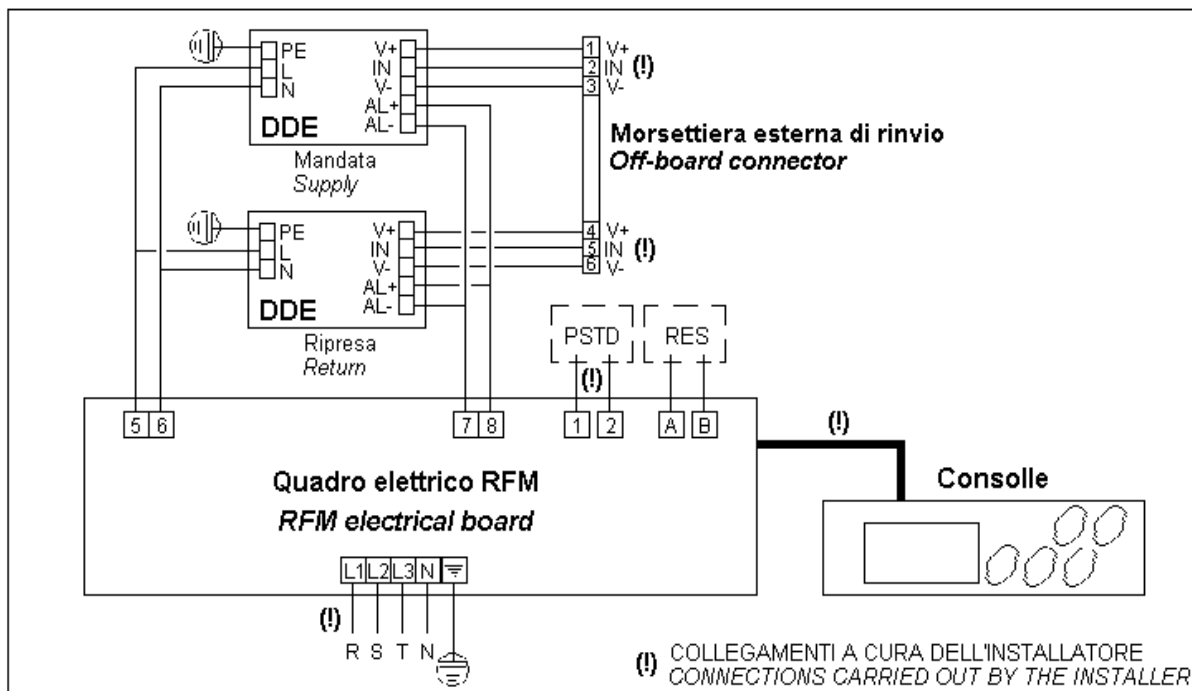 PE
L
N
V+
IN
V-
AL+
AL-
DDE
Mandata
Supply
1 V+
2 IN (!)
3 V-
Morsettiera esterna di rinvio
Off-board connector
PE
L
N
V+
IN
V-
AL+
AL-
DDE
Ripresa
Return
4 V+
5 IN (!)
6 V-
PSTD
RES
(!)
5 6
7 8
1 2
A B
(!)
Quadro elettrico RFM
RFM electrical board
Consolle
L1 L2 L3 N
(!)
R S T N
(!) COLLEGAMENTI A CURA DELL'INSTALLATORE
CONNECTIONS CARRIED OUT BY THE INSTALLER